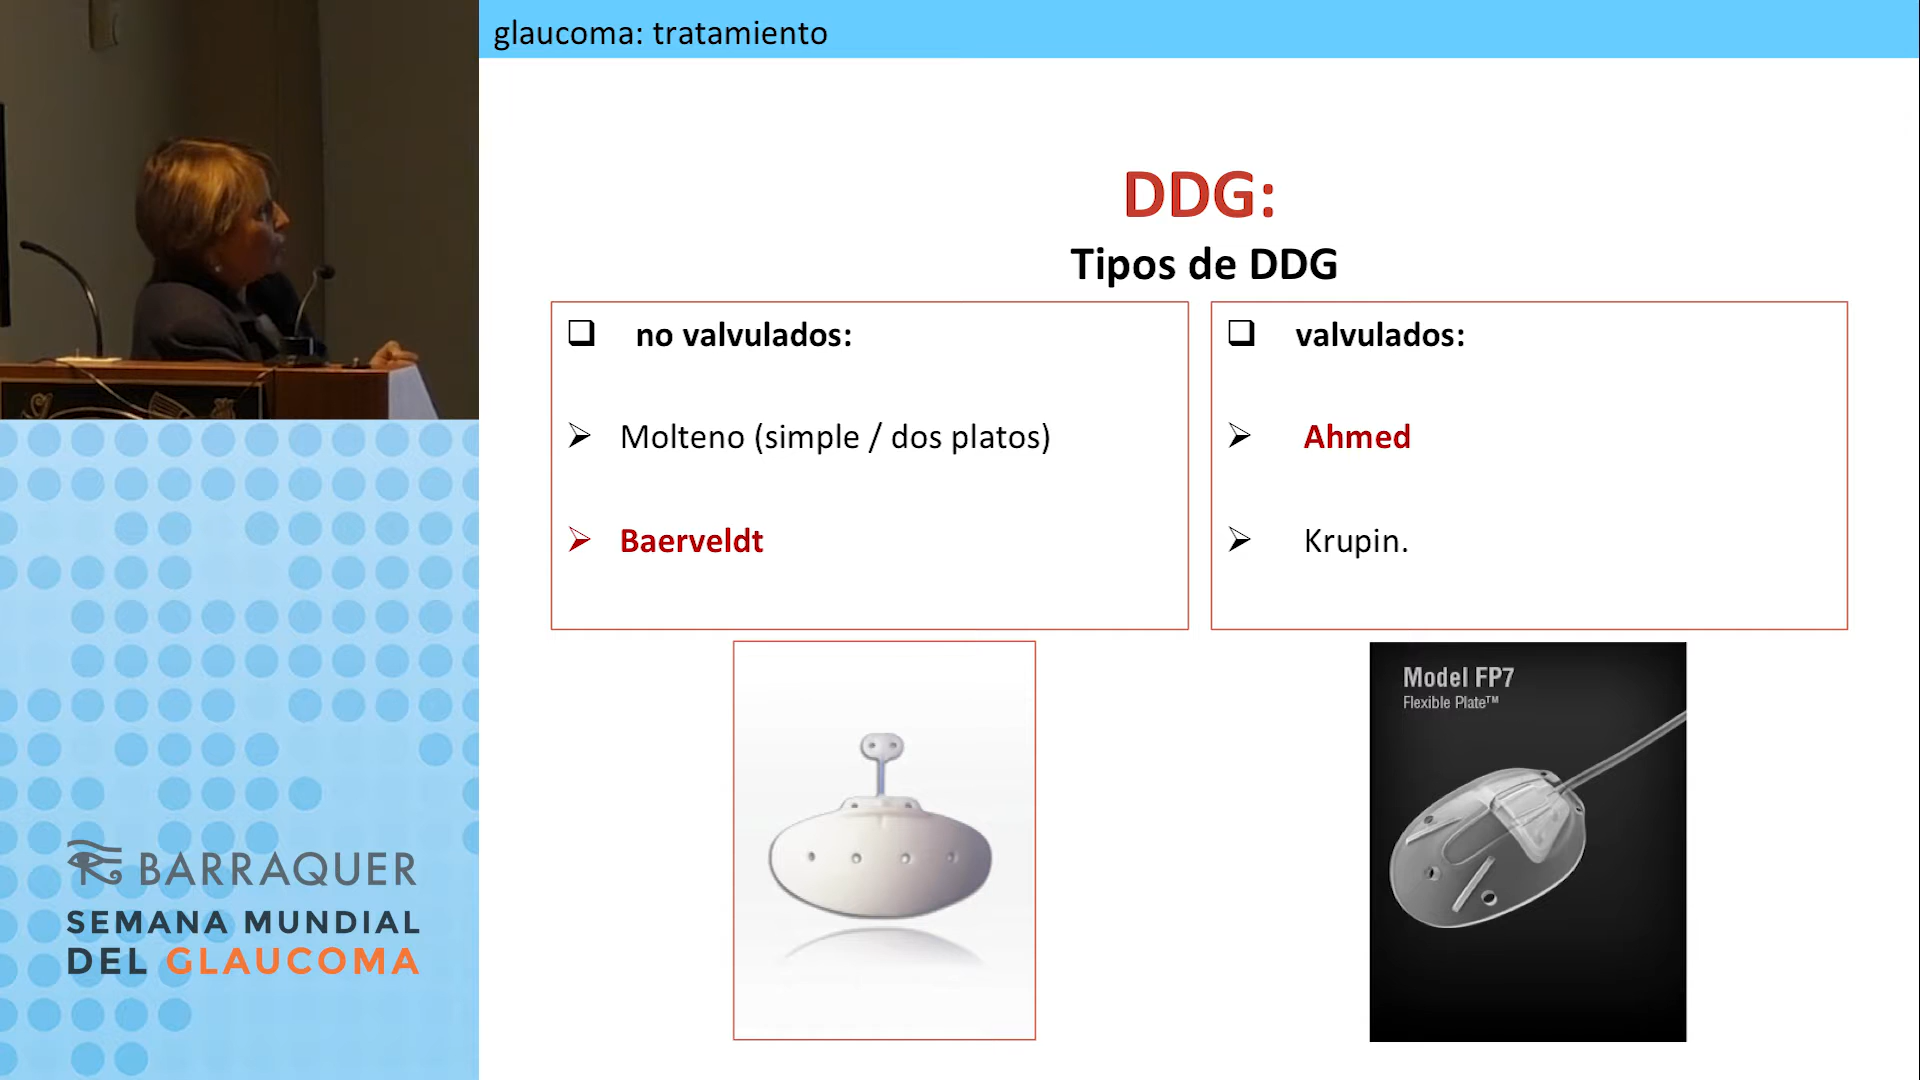 glaucoma: tratamiento
DDG:
Tipos de DDG
no valvulados:
Molteno (simple / dos platos)
Baerveldt
valvulados:
Ahmed
Krupin.
Model FP7
Flexible Plate™
BARRAQUER
SEMANA MUNDIAL
DEL GLAUCOMA